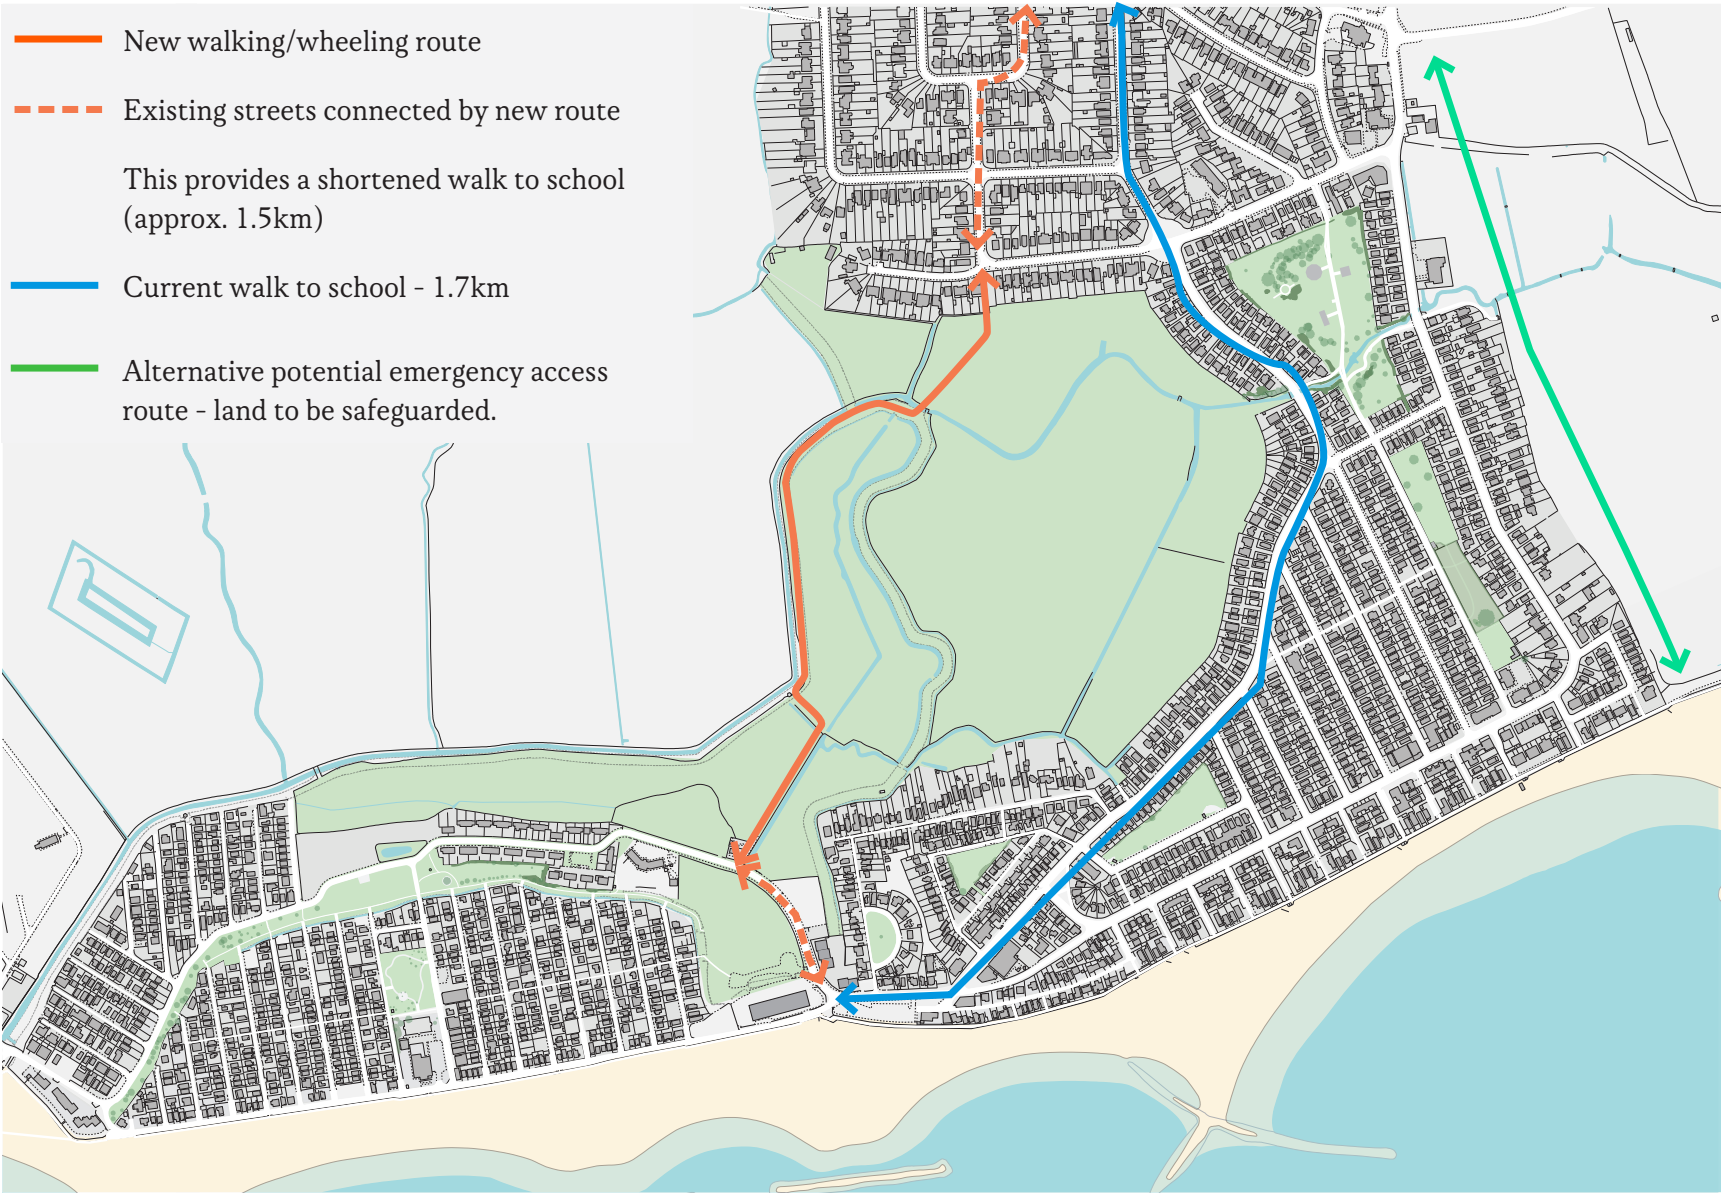 New walking/wheeling route
Existing streets connected by new route
This provides a shortened walk to school
(approx. 1.5km)
Current walk to school - 1.7km
Alternative potential emergency access
route - land to be safeguarded.